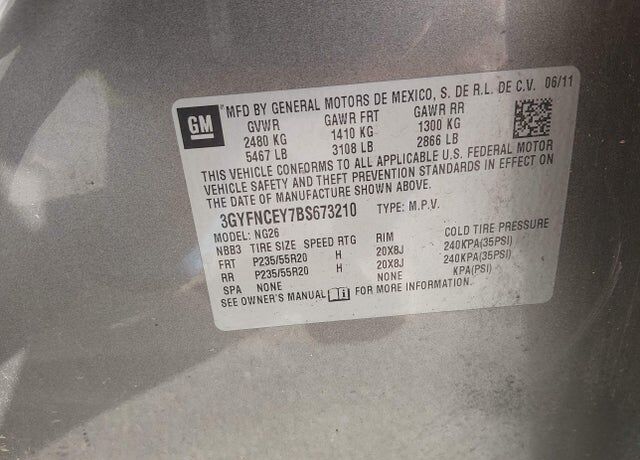 GM MFD BY GENERAL MOTORS DE MEXICO, S. DE R.L. DE C.V. 06/11
GVWR GAWR FRT GAWR RR
2480 KG 1410 KG 1300 KG
5467 LB 3108 LB 2866 LB
THIS VEHICLE CONFORMS TO ALL APPLICABLE U.S. FEDERAL MOTOR
VEHICLE SAFETY AND THEFT PREVENTION STANDARDS IN EFFECT ON
THE DATE OF MANUFACTURE SHOWN ABOVE.
3GYFNCEY7BS673210 TYPE: M.P.V.
MODEL: NG26
NBB3 TIRE SIZE SPEED RTG RIM COLD TIRE PRESSURE
FRT P235/55R20 H 20X8J 240KPA(35PSI)
RR P235/55R20 H 20X8J 240KPA(35PSI)
SPA NONE NONE KPA(PSI)
SEE OWNER'S MANUAL FOR MORE INFORMATION.